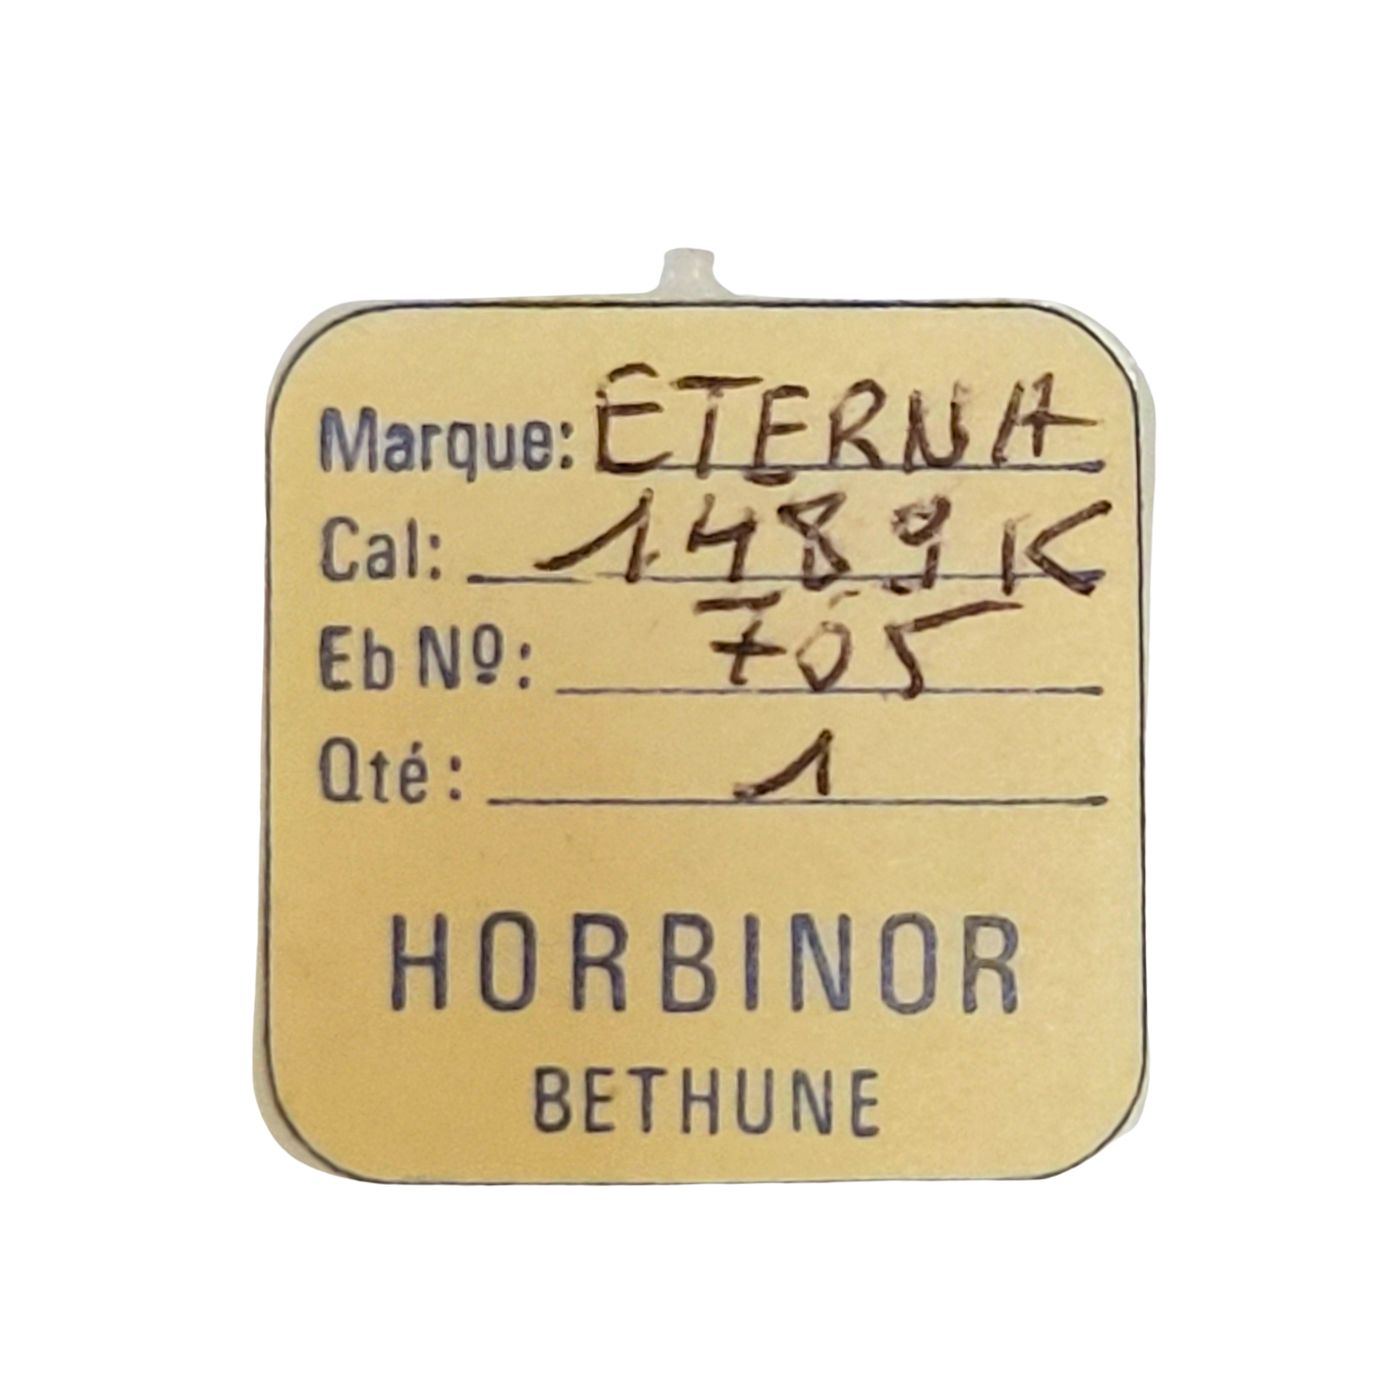 Marque: ETERNA
Cal: 1489K
Eb Nº: 705
Qté: 1
HORBINOR
BETHUNE